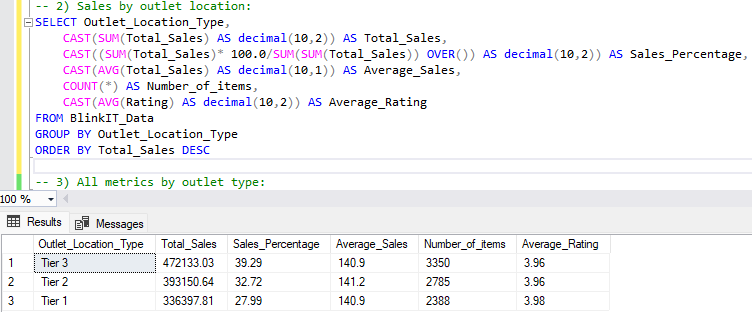 -- 2) Sales by outlet location:
SELECT Outlet_Location_Type,
CAST(SUM(Total_Sales) AS decimal(10,2)) AS Total_Sales,
CAST((SUM(Total_Sales)* 100.0/SUM(SUM(Total_Sales)) OVER()) AS decimal(10,2)) AS Sales_Percentage,
CAST(AVG(Total_Sales) AS decimal(10,1)) AS Average_Sales,
COUNT(*) AS Number_of_items,
CAST(AVG(Rating) AS decimal(10,2)) AS Average_Rating
FROM BlinkIT_Data
GROUP BY Outlet_Location_Type
ORDER BY Total_Sales DESC
-- 3) All metrics by outlet type:
100 %
Results Messages
Outlet_Location_Type Total_Sales Sales_Percentage Average_Sales Number_of_items Average_Rating
1 Tier 3 472133.03 39.29 140.9 3350 3.96
2 Tier 2 393150.64 32.72 141.2 2785 3.96
3 Tier 1 336397.81 27.99 140.9 2388 3.98